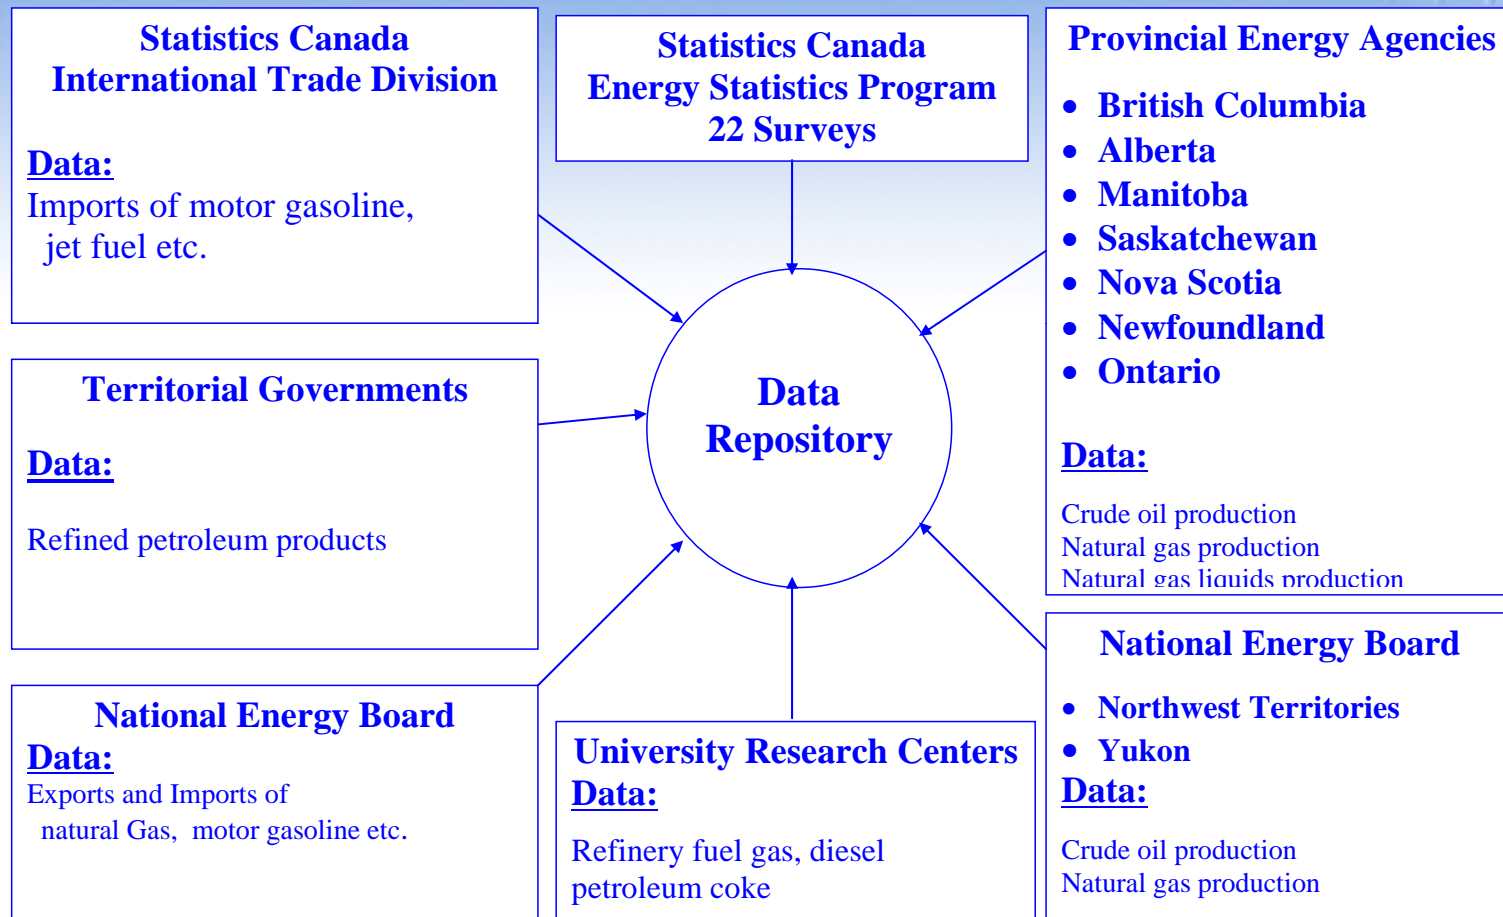 Statistics Canada
International Trade Division
Data:
Imports of motor gasoline,
jet fuel etc.
Statistics Canada
Energy Statistics Program
22 Surveys
Provincial Energy Agencies
• British Columbia
• Alberta
• Manitoba
• Saskatchewan
• Nova Scotia
• Newfoundland
• Ontario
Data:
Crude oil production
Natural gas production
Natural gas liquids production
Territorial Governments
Data:
Refined petroleum products
Data
Repository
National Energy Board
Data:
Exports and Imports of
natural Gas, motor gasoline etc.
University Research Centers
Data:
Refinery fuel gas, diesel
petroleum coke
National Energy Board
• Northwest Territories
• Yukon
Data:
Crude oil production
Natural gas production